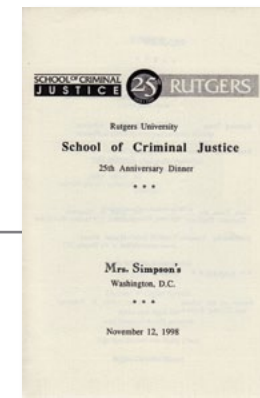 SCHOOL OF CRIMINAL
JUSTICE
25th
RUTGERS
Rutgers University
School of Criminal Justice
25th Anniversary Dinner
* * *
Mrs. Simpson's
Washington, D.C.
* * *
November 12, 1998